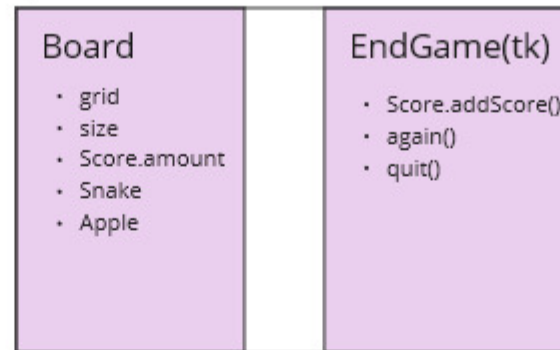 Board
• grid
• size
• Score.amount
• Snake
• Apple
EndGame(tk)
• Score.addScore()
• again()
• quit()